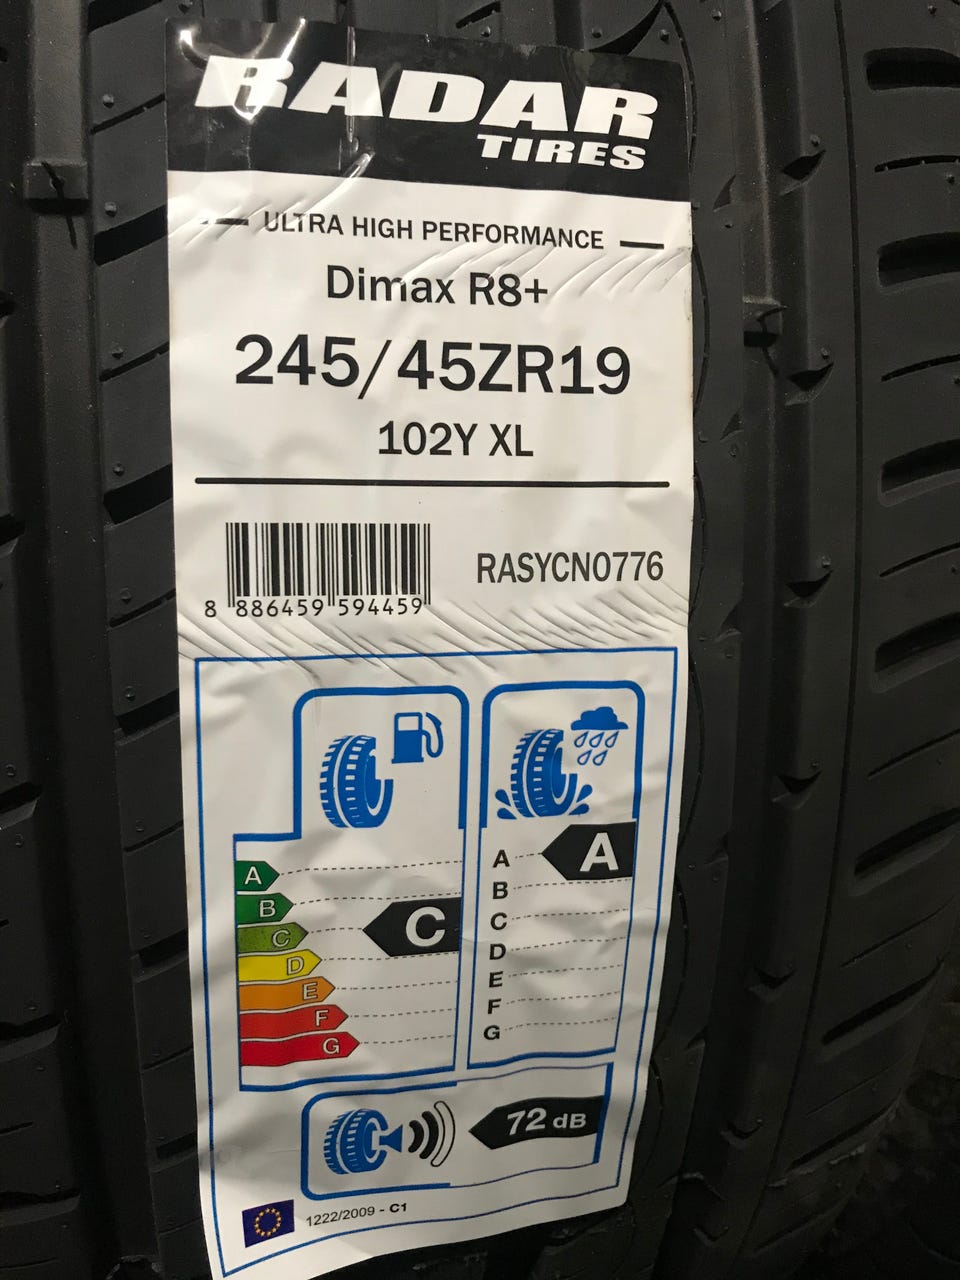 RADAR
TIRES
ULTRA HIGH PERFORMANCE
Dimax R8+
245/45ZR19
102Y XL
8 886459 594459
RASYCN0776
A
B
C
D
E
F
G
C
A
B
C
D
E
F
G
A
72 dB
1222/2009 - C1